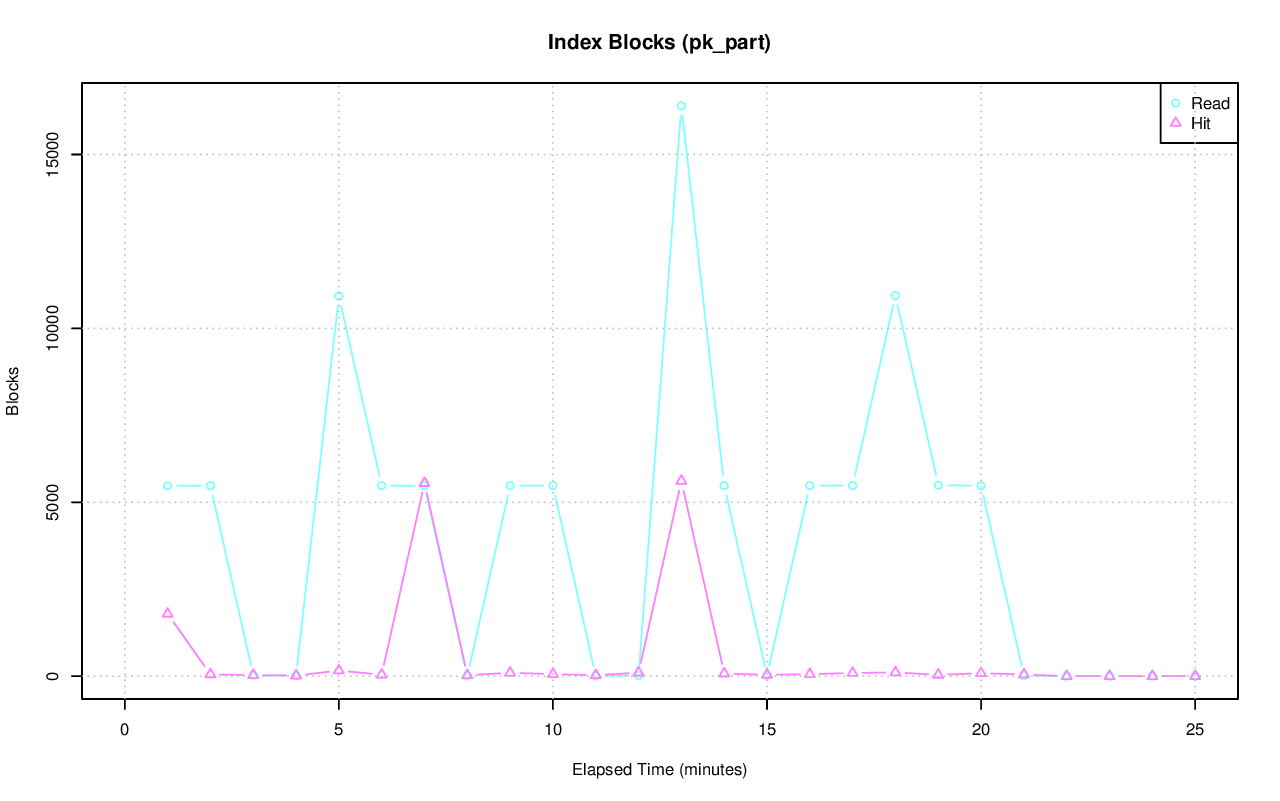 Index Blocks (pk_part)
Read
Hit
Blocks
15000
10000
5000
0
0 5 10 15 20 25
Elapsed Time (minutes)